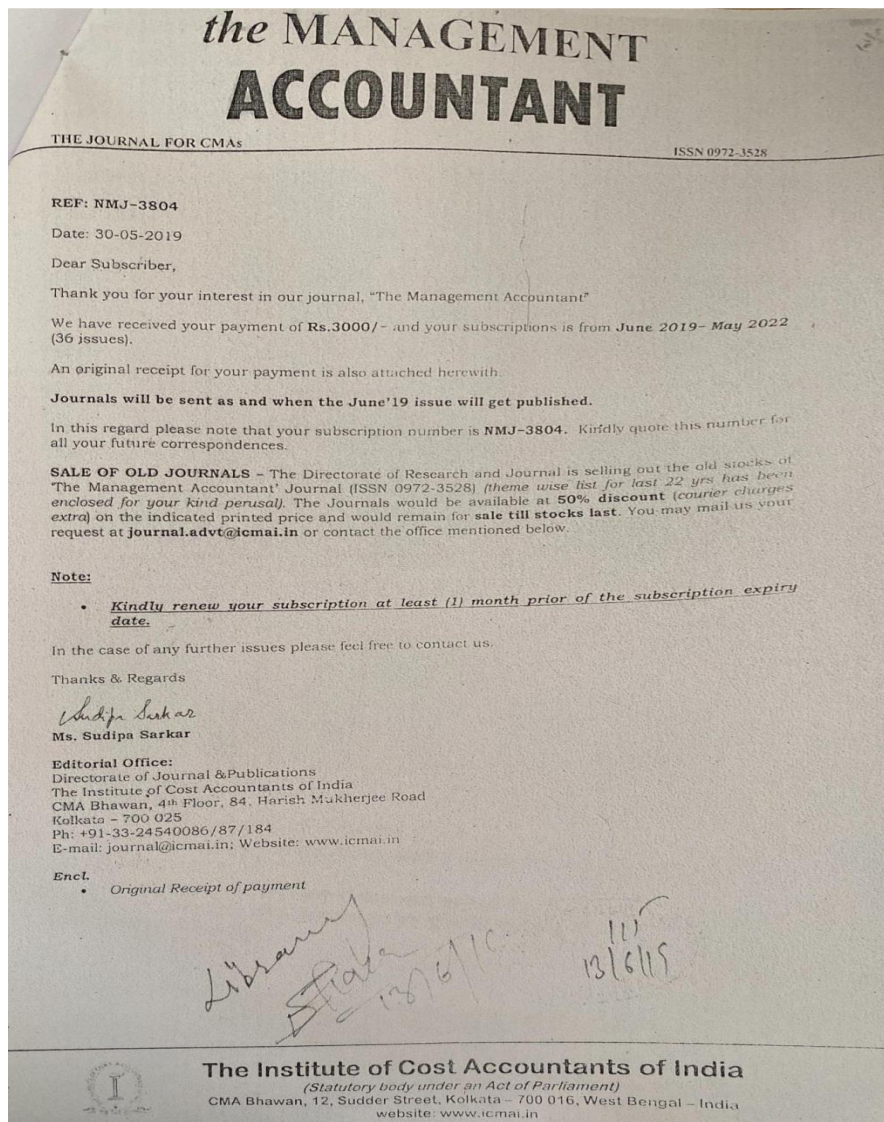 the MANAGEMENT
ACCOUNTANT
THE JOURNAL FOR CMAs
ISSN 0972-3528
REF: NMJ-3804
Date: 30-05-2019
Dear Subscriber,
Thank you for your interest in our journal, “The Management Accountant”
We have received your payment of Rs.3000/- and your subscriptions is from June 2019– May 2022
(36 issues).
An original receipt for your payment is also attached herewith.
Journals will be sent as and when the June'19 issue will get published.
In this regard please note that your subscription number is NMJ-3804. Kindly quote this number for
all your future correspondences.
SALE OF OLD JOURNALS – The Directorate of Research and Journal is selling out the old stocks of
'The Management Accountant' Journal (ISSN 0972-3528) (theme wise list for last 22 yrs has been
enclosed for your kind perusal). The Journals would be available at 50% discount (courier charges
extra) on the indicated printed price and would remain for sale till stocks last. You may mail us your
request at journal.advt@icmai.in or contact the office mentioned below.
Note:
• Kindly renew your subscription at least (1) month prior of the subscription expiry
date.
In the case of any further issues please feel free to contact us.
Thanks & Regards
Sudipa Sarkar
Ms. Sudipa Sarkar
Editorial Office:
Directorate of Journal &Publications
The Institute of Cost Accountants of India
CMA Bhawan, 4th Floor, 84, Harish Mukherjee Road
Kolkata – 700 025
Ph: +91-33-24540086/87/184
E-mail: journal@icmai.in; Website: www.icmai.in
Encl.
• Original Receipt of payment
Library
13/6/19
The Institute of Cost Accountants of India
(Statutory body under an Act of Parliament)
CMA Bhawan, 12, Sudder Street, Kolkata – 700 016, West Bengal – India
website: www.icmai.in